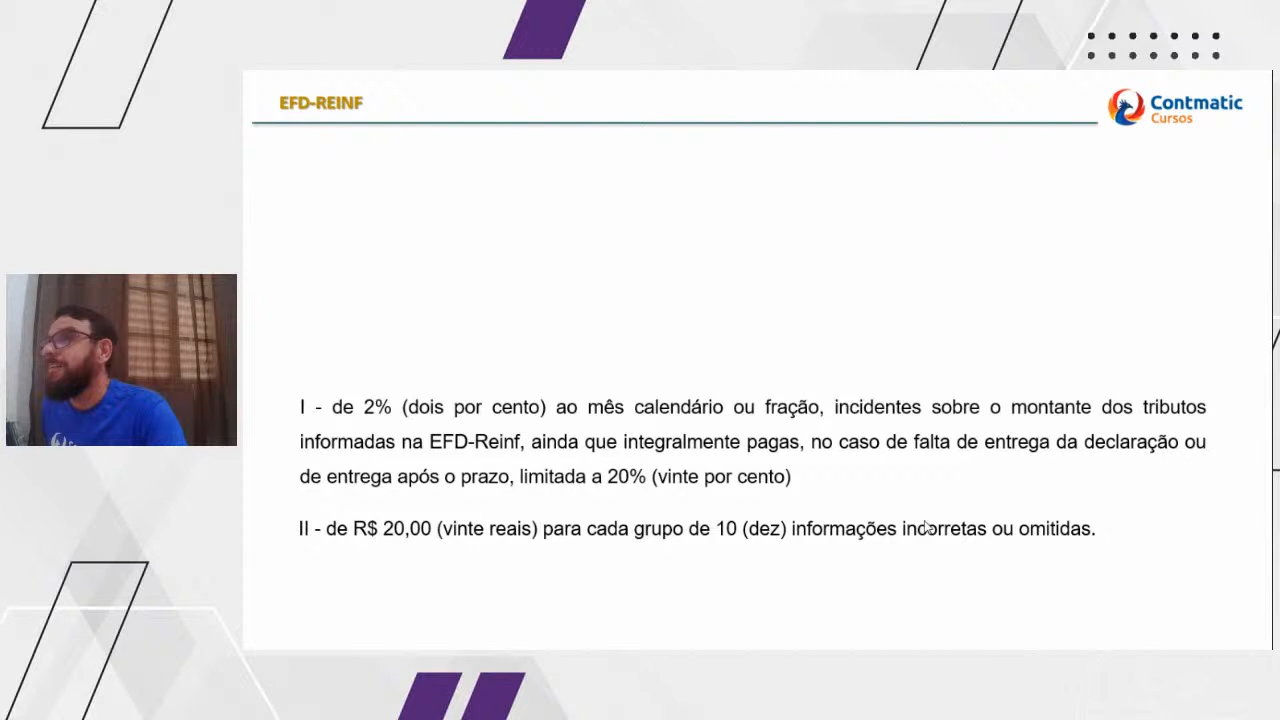 EFD-REINF
Contmatic
Cursos
I - de 2% (dois por cento) ao mês calendário ou fração, incidentes sobre o montante dos tributos
informadas na EFD-Reinf, ainda que integralmente pagas, no caso de falta de entrega da declaração ou
de entrega após o prazo, limitada a 20% (vinte por cento)
II - de R$ 20,00 (vinte reais) para cada grupo de 10 (dez) informações incorretas ou omitidas.